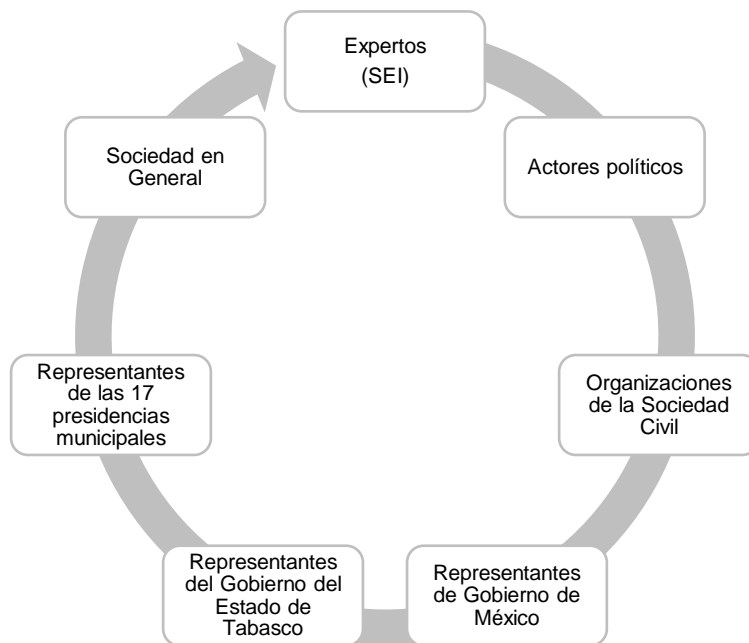 Expertos
(SEI)
Actores políticos
Organizaciones
de la Sociedad
Civil
Representantes
de Gobierno de
México
Representantes
del Gobierno del
Estado de
Tabasco
Representantes
de las 17
presidencias
municipales
Sociedad en
General